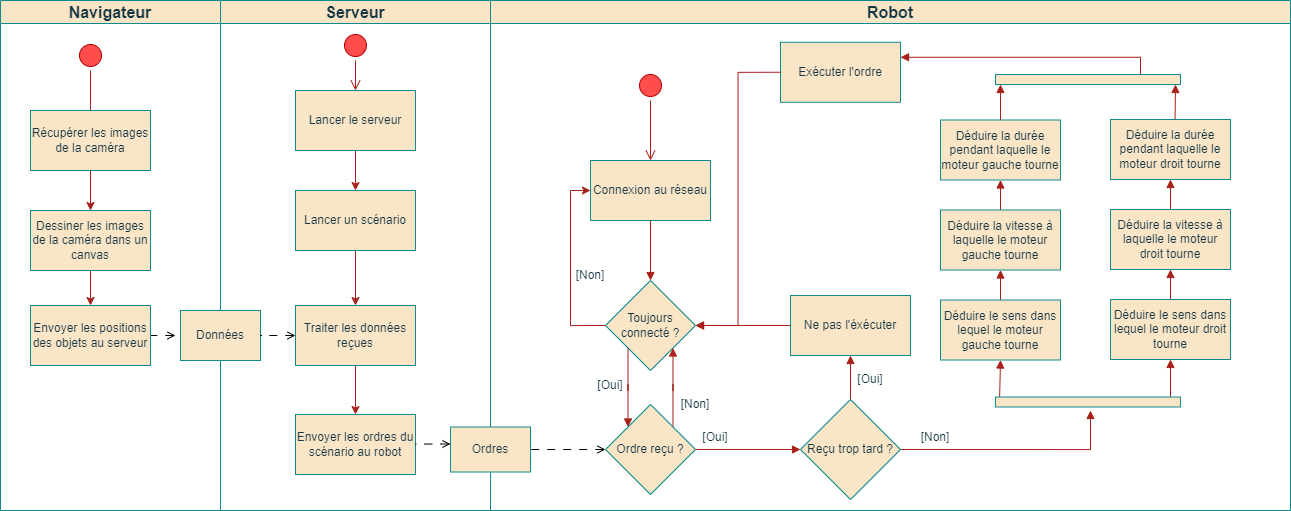 Navigateur
Serveur
Robot
Récupérer les images
de la caméra
Dessiner les images
de la caméra dans un
canvas
Envoyer les positions
des objets au serveur
Données
Lancer le serveur
Lancer un scénario
Traiter les données
reçues
Envoyer les ordres du
scénario au robot
Ordres
Connexion au réseau
[Non]
Toujours
connecté ?
[Oui]
[Non]
Ordre reçu ?
[Oui]
Exécuter l'ordre
Ne pas l'éxécuter
[Oui]
Reçu trop tard ?
[Non]
Déduire la durée
pendant laquelle le
moteur gauche tourne
Déduire la vitesse à
laquelle le moteur
gauche tourne
Déduire le sens dans
lequel le moteur
gauche tourne
Déduire la durée
pendant laquelle le
moteur droit tourne
Déduire la vitesse à
laquelle le moteur
droit tourne
Déduire le sens dans
lequel le moteur droit
tourne